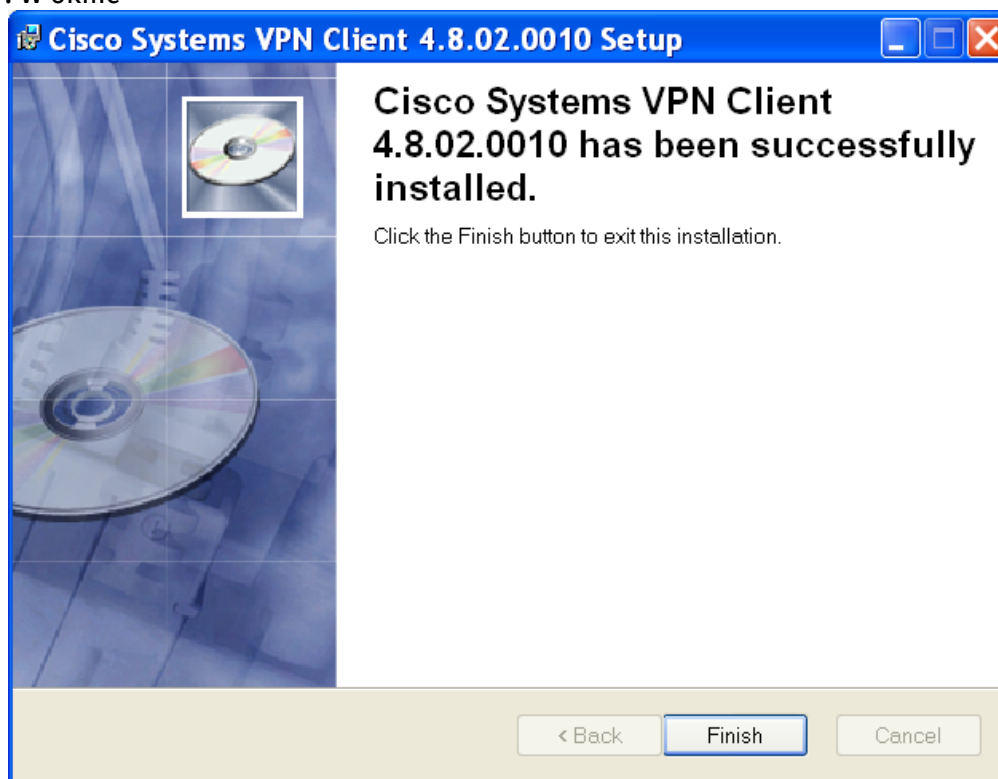 . W oknie
Cisco Systems VPN Client 4.8.02.0010 Setup
Cisco Systems VPN Client
4.8.02.0010 has been successfully
installed.
Click the Finish button to exit this installation.
< Back
Finish
Cancel